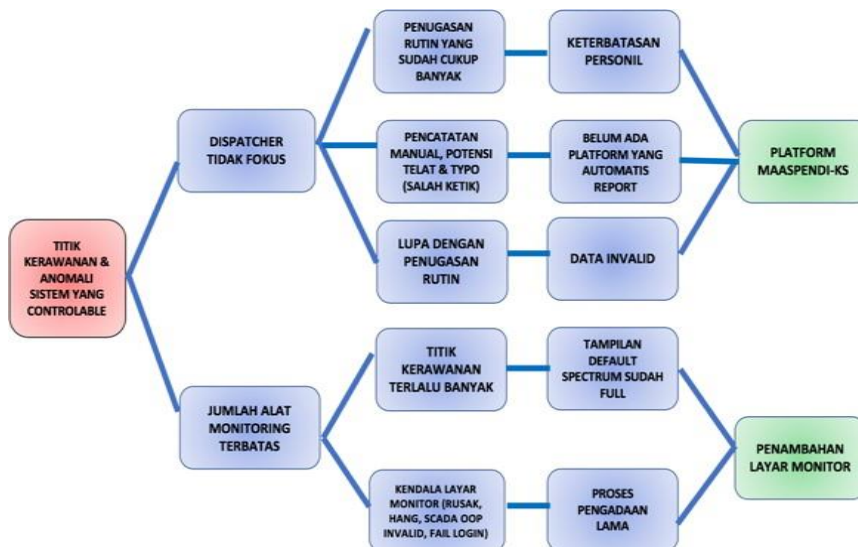 TITIK
KERAWANAN &
ANOMALI
SISTEM YANG
CONTROLABLE
DISPATCHER
TIDAK FOKUS
PENUGASAN
RUTIN YANG
SUDAH CUKUP
BANYAK
KETERBATASAN
PERSONIL
PENCATATAN
MANUAL, POTENSI
TELAT & TYPO
(SALAH KETIK)
BELUM ADA
PLATFORM YANG
AUTOMATIS
REPORT
LUPA DENGAN
PENUGASAN
RUTIN
DATA INVALID
PLATFORM
MAASPENDI-KS
JUMLAH ALAT
MONITORING
TERBATAS
TITIK
KERAWANAN
TERLALU BANYAK
TAMPILAN
DEFAULT
SPECTRUM SUDAH
FULL
KENDALA LAYAR
MONITOR (RUSAK,
HANG, SCADA OOP
INVALID, FAIL LOGIN)
PROSES
PENGADAAN
LAMA
PENAMBAHAN
LAYAR MONITOR